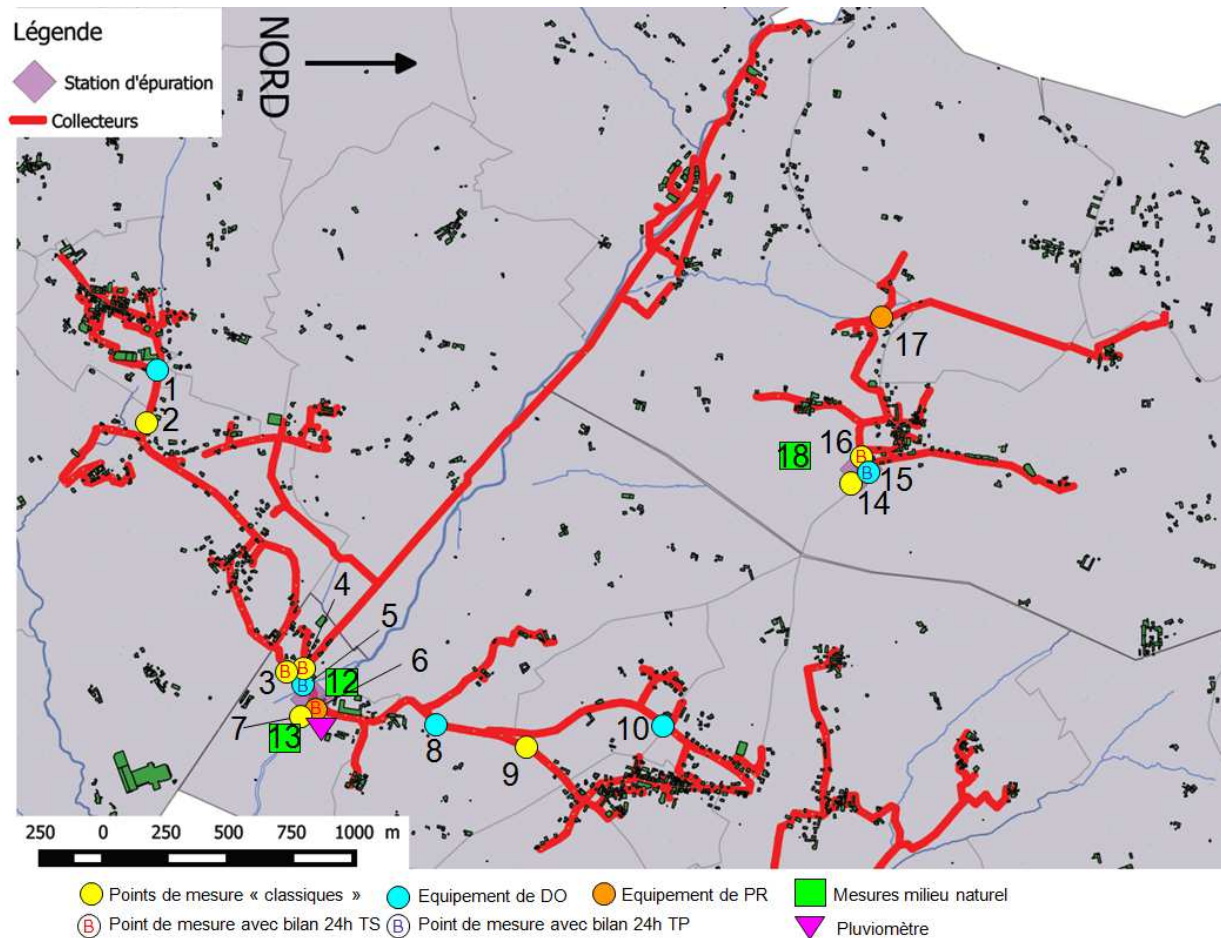 Légende
Station d'épuration
Collecteurs
NORD
1
2
3
4
5
6
7
8
9
10
12
13
14
15
16
17
18
B
B
B
B
B
B
250 0 250 500 750 1000 m
Points de mesure « classiques »
Equipement de DO
Equipement de PR
Mesures milieu naturel
B Point de mesure avec bilan 24h TS
B Point de mesure avec bilan 24h TP
Pluviomètre